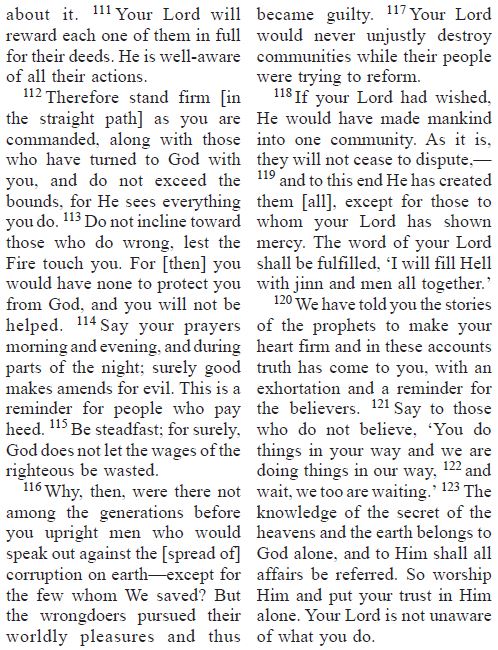 about it. 111 Your Lord will
reward each one of them in full
for their deeds. He is well-aware
of all their actions.
112 Therefore stand firm [in
the straight path] as you are
commanded, along with those
who have turned to God with
you, and do not exceed the
bounds, for He sees everything
you do. 113 Do not incline toward
those who do wrong, lest the
Fire touch you. For [then] you
would have none to protect you
from God, and you will not be
helped. 114 Say your prayers
morning and evening, and during
parts of the night; surely good
makes amends for evil. This is a
reminder for people who pay
heed. 115 Be steadfast; for surely,
God does not let the wages of the
righteous be wasted.
116 Why, then, were there not
among the generations before
you upright men who would
speak out against the [spread of]
corruption on earth—except for
the few whom We saved? But
the wrongdoers pursued their
worldly pleasures and thus
became guilty. 117 Your Lord
would never unjustly destroy
communities while their people
were trying to reform.
118 If your Lord had wished,
He would have made mankind
into one community. As it is,
they will not cease to dispute,—
119 and to this end He has created
them [all], except for those to
whom your Lord has shown
mercy. The word of your Lord
shall be fulfilled, ‘I will fill Hell
with jinn and men all together.’
120 We have told you the stories
of the prophets to make your
heart firm and in these accounts
truth has come to you, with an
exhortation and a reminder for
the believers. 121 Say to those
who do not believe, ‘You do
things in your way and we are
doing things in our way, 122 and
wait, we too are waiting.’ 123 The
knowledge of the secret of the
heavens and the earth belongs to
God alone, and to Him shall all
affairs be referred. So worship
Him and put your trust in Him
alone. Your Lord is not unaware
of what you do.